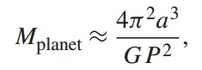 M_planet ≈ 4π²a³ / GP²,